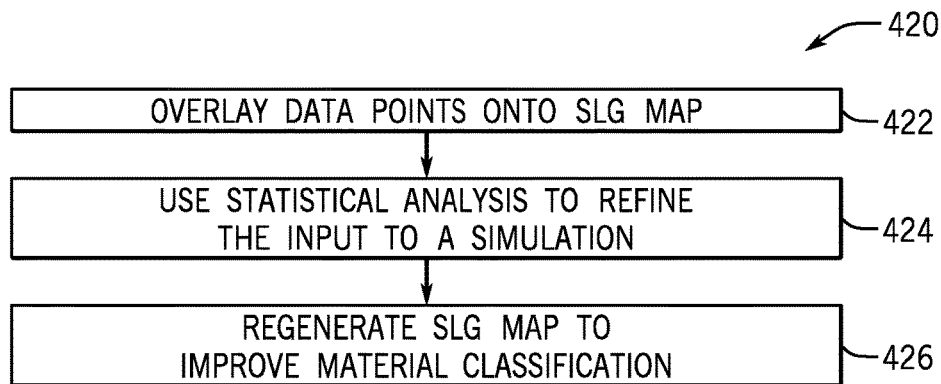 420
OVERLAY DATA POINTS ONTO SLG MAP
422
USE STATISTICAL ANALYSIS TO REFINE
THE INPUT TO A SIMULATION
424
REGENERATE SLG MAP TO
IMPROVE MATERIAL CLASSIFICATION
426